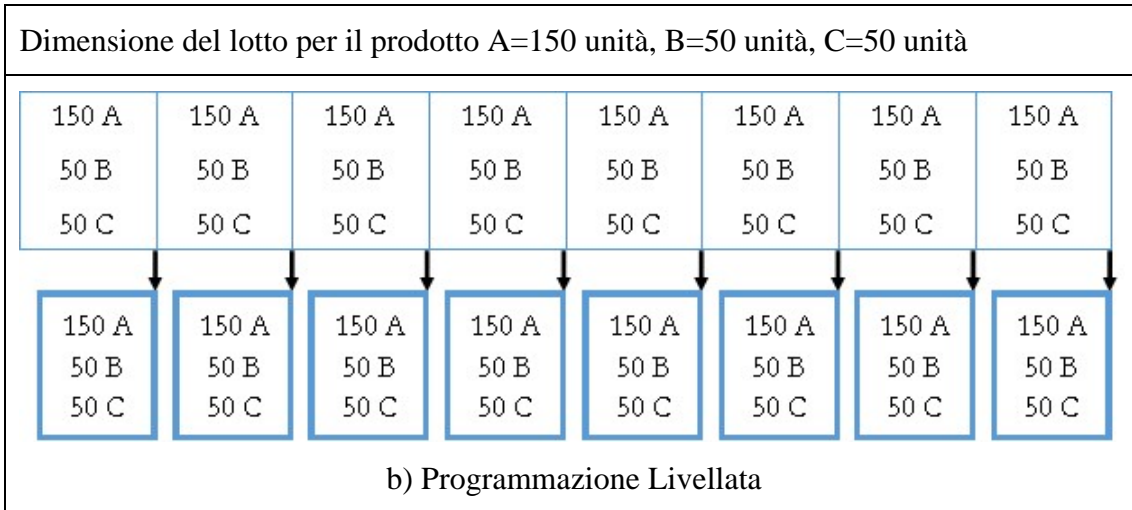 Dimensione del lotto per il prodotto A=150 unità, B=50 unità, C=50 unità
150 A 150 A 150 A 150 A 150 A 150 A 150 A 150 A
50 B 50 B 50 B 50 B 50 B 50 B 50 B 50 B
50 C 50 C 50 C 50 C 50 C 50 C 50 C 50 C
150 A 150 A 150 A 150 A 150 A 150 A 150 A 150 A
50 B 50 B 50 B 50 B 50 B 50 B 50 B 50 B
50 C 50 C 50 C 50 C 50 C 50 C 50 C 50 C
b) Programmazione Livellata